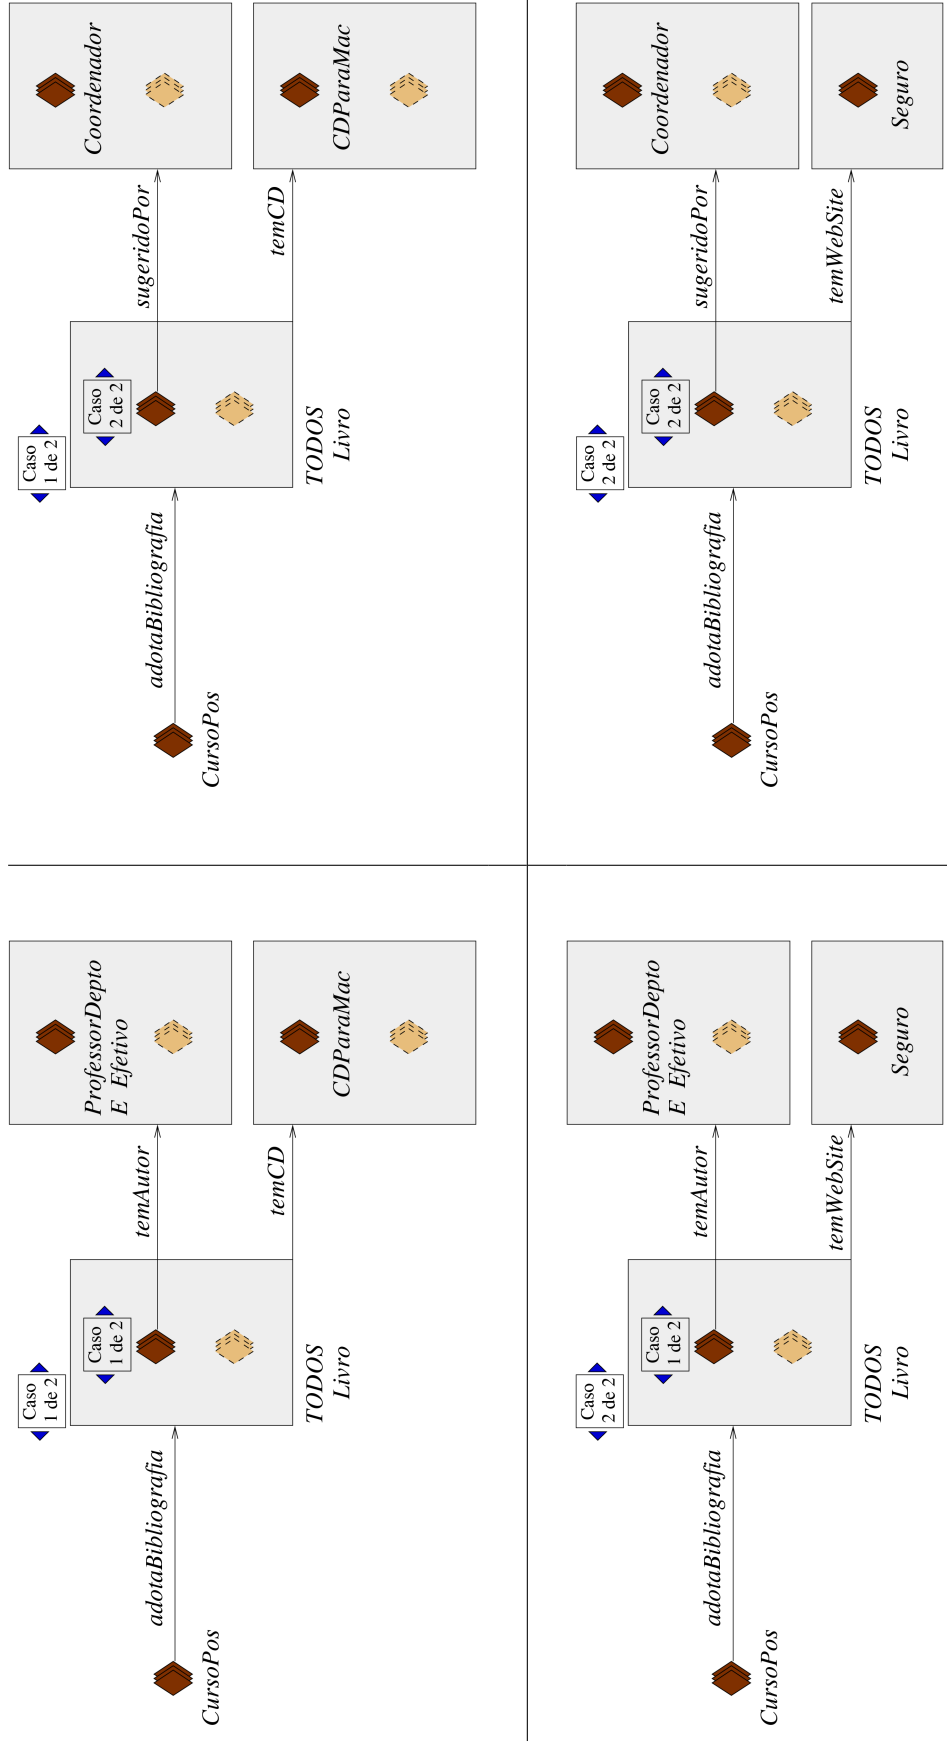 Caso
1 de 2
Caso
1 de 2
CursoPos
adotaBibliografia
TODOS
Livro
temAutor
ProfessorDepto
E Efetivo
temCD
CDParaMac
Caso
1 de 2
Caso
2 de 2
CursoPos
adotaBibliografia
TODOS
Livro
sugeridoPor
Coordenador
temCD
CDParaMac
Caso
2 de 2
Caso
1 de 2
CursoPos
adotaBibliografia
TODOS
Livro
temAutor
ProfessorDepto
E Efetivo
temWebSite
Seguro
Caso
2 de 2
Caso
2 de 2
CursoPos
adotaBibliografia
TODOS
Livro
sugeridoPor
Coordenador
temWebSite
Seguro